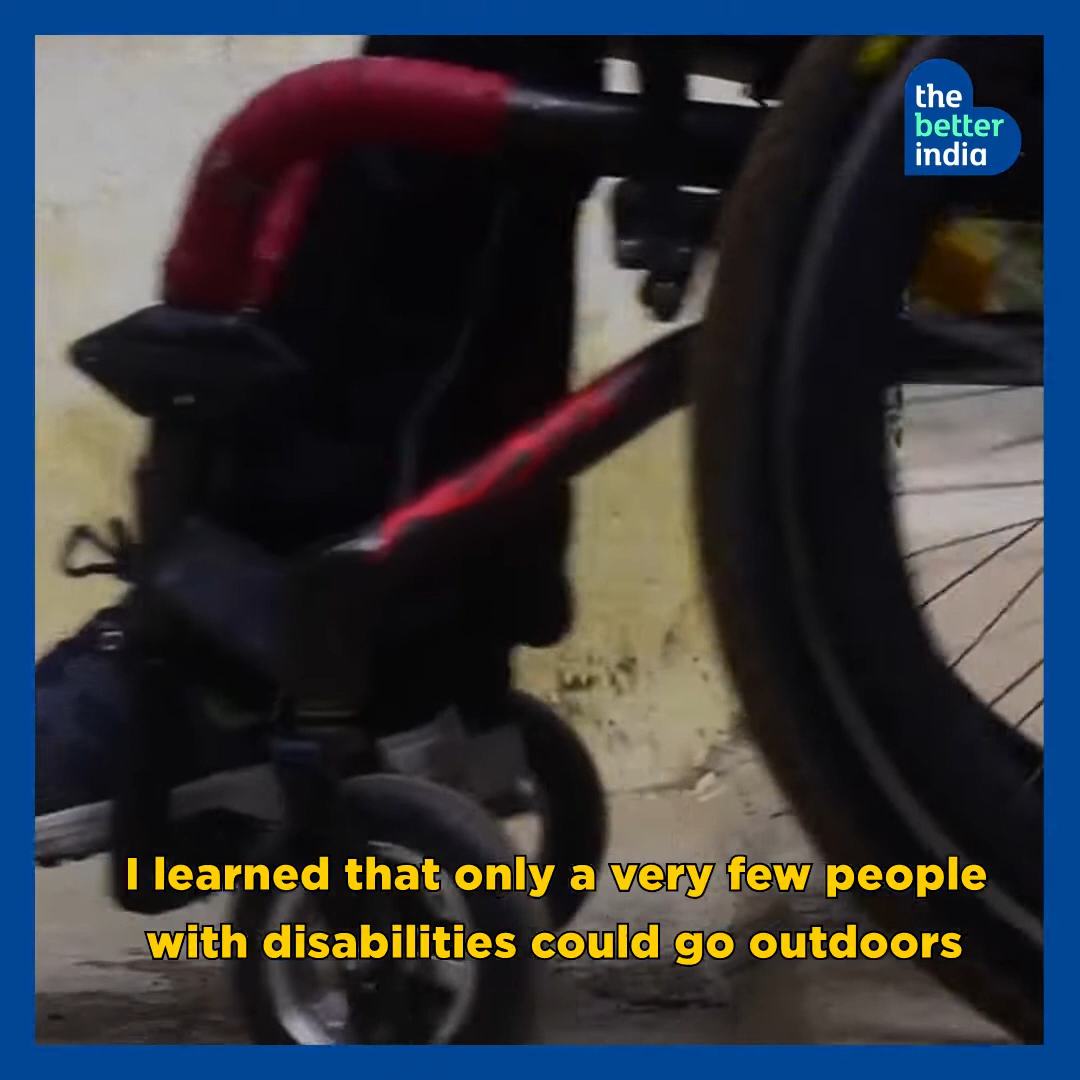 the
better
india
I learned that only a very few people
with disabilities could go outdoors